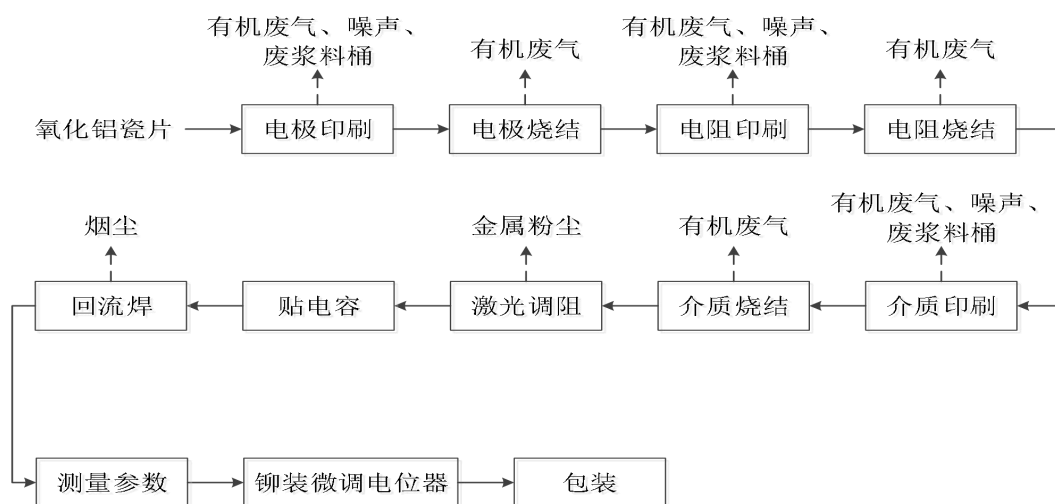 有机废气、噪声、
废浆料桶
有机废气
有机废气、噪声、
废浆料桶
有机废气
氧化铝瓷片
电极印刷
电极烧结
电阻印刷
电阻烧结
烟尘
金属粉尘
有机废气
有机废气、噪声、
废浆料桶
回流焊
贴电容
激光调阻
介质烧结
介质印刷
测量参数
铆装微调电位器
包装